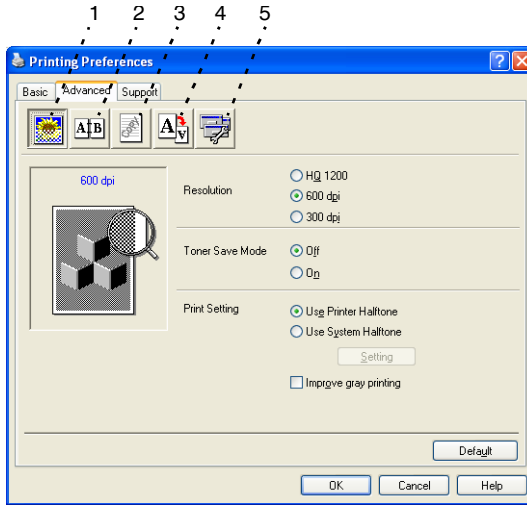 1 2 3 4 5
Printing Preferences
Basic Advanced Support
A B copy A A
600 dpi
Resolution
HQ 1200
600 dpi
300 dpi
Toner Save Mode
Off
On
Print Setting
Use Printer Halftone
Use System Halftone
Setting
Improve gray printing
Default
OK Cancel Help